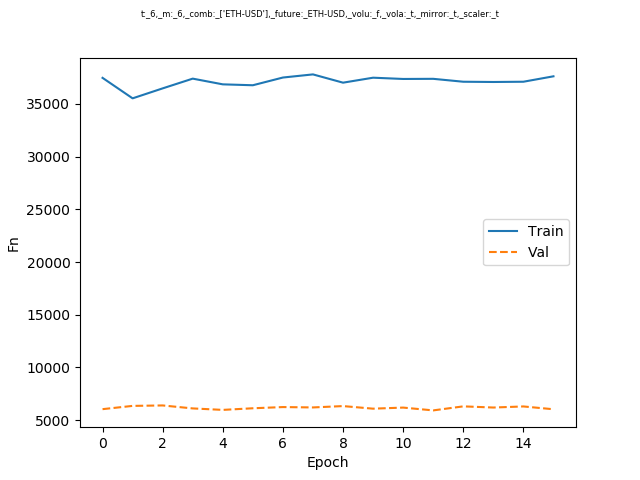 t:_6,_m:_6,_comb:_['ETH-USD'],_future:_ETH-USD,_volu:_f,_vola:_t,_mirror:_t,_scaler:_t
35000
30000
25000
20000
15000
10000
5000
Fn
Train
Val
0 2 4 6 8 10 12 14
Epoch